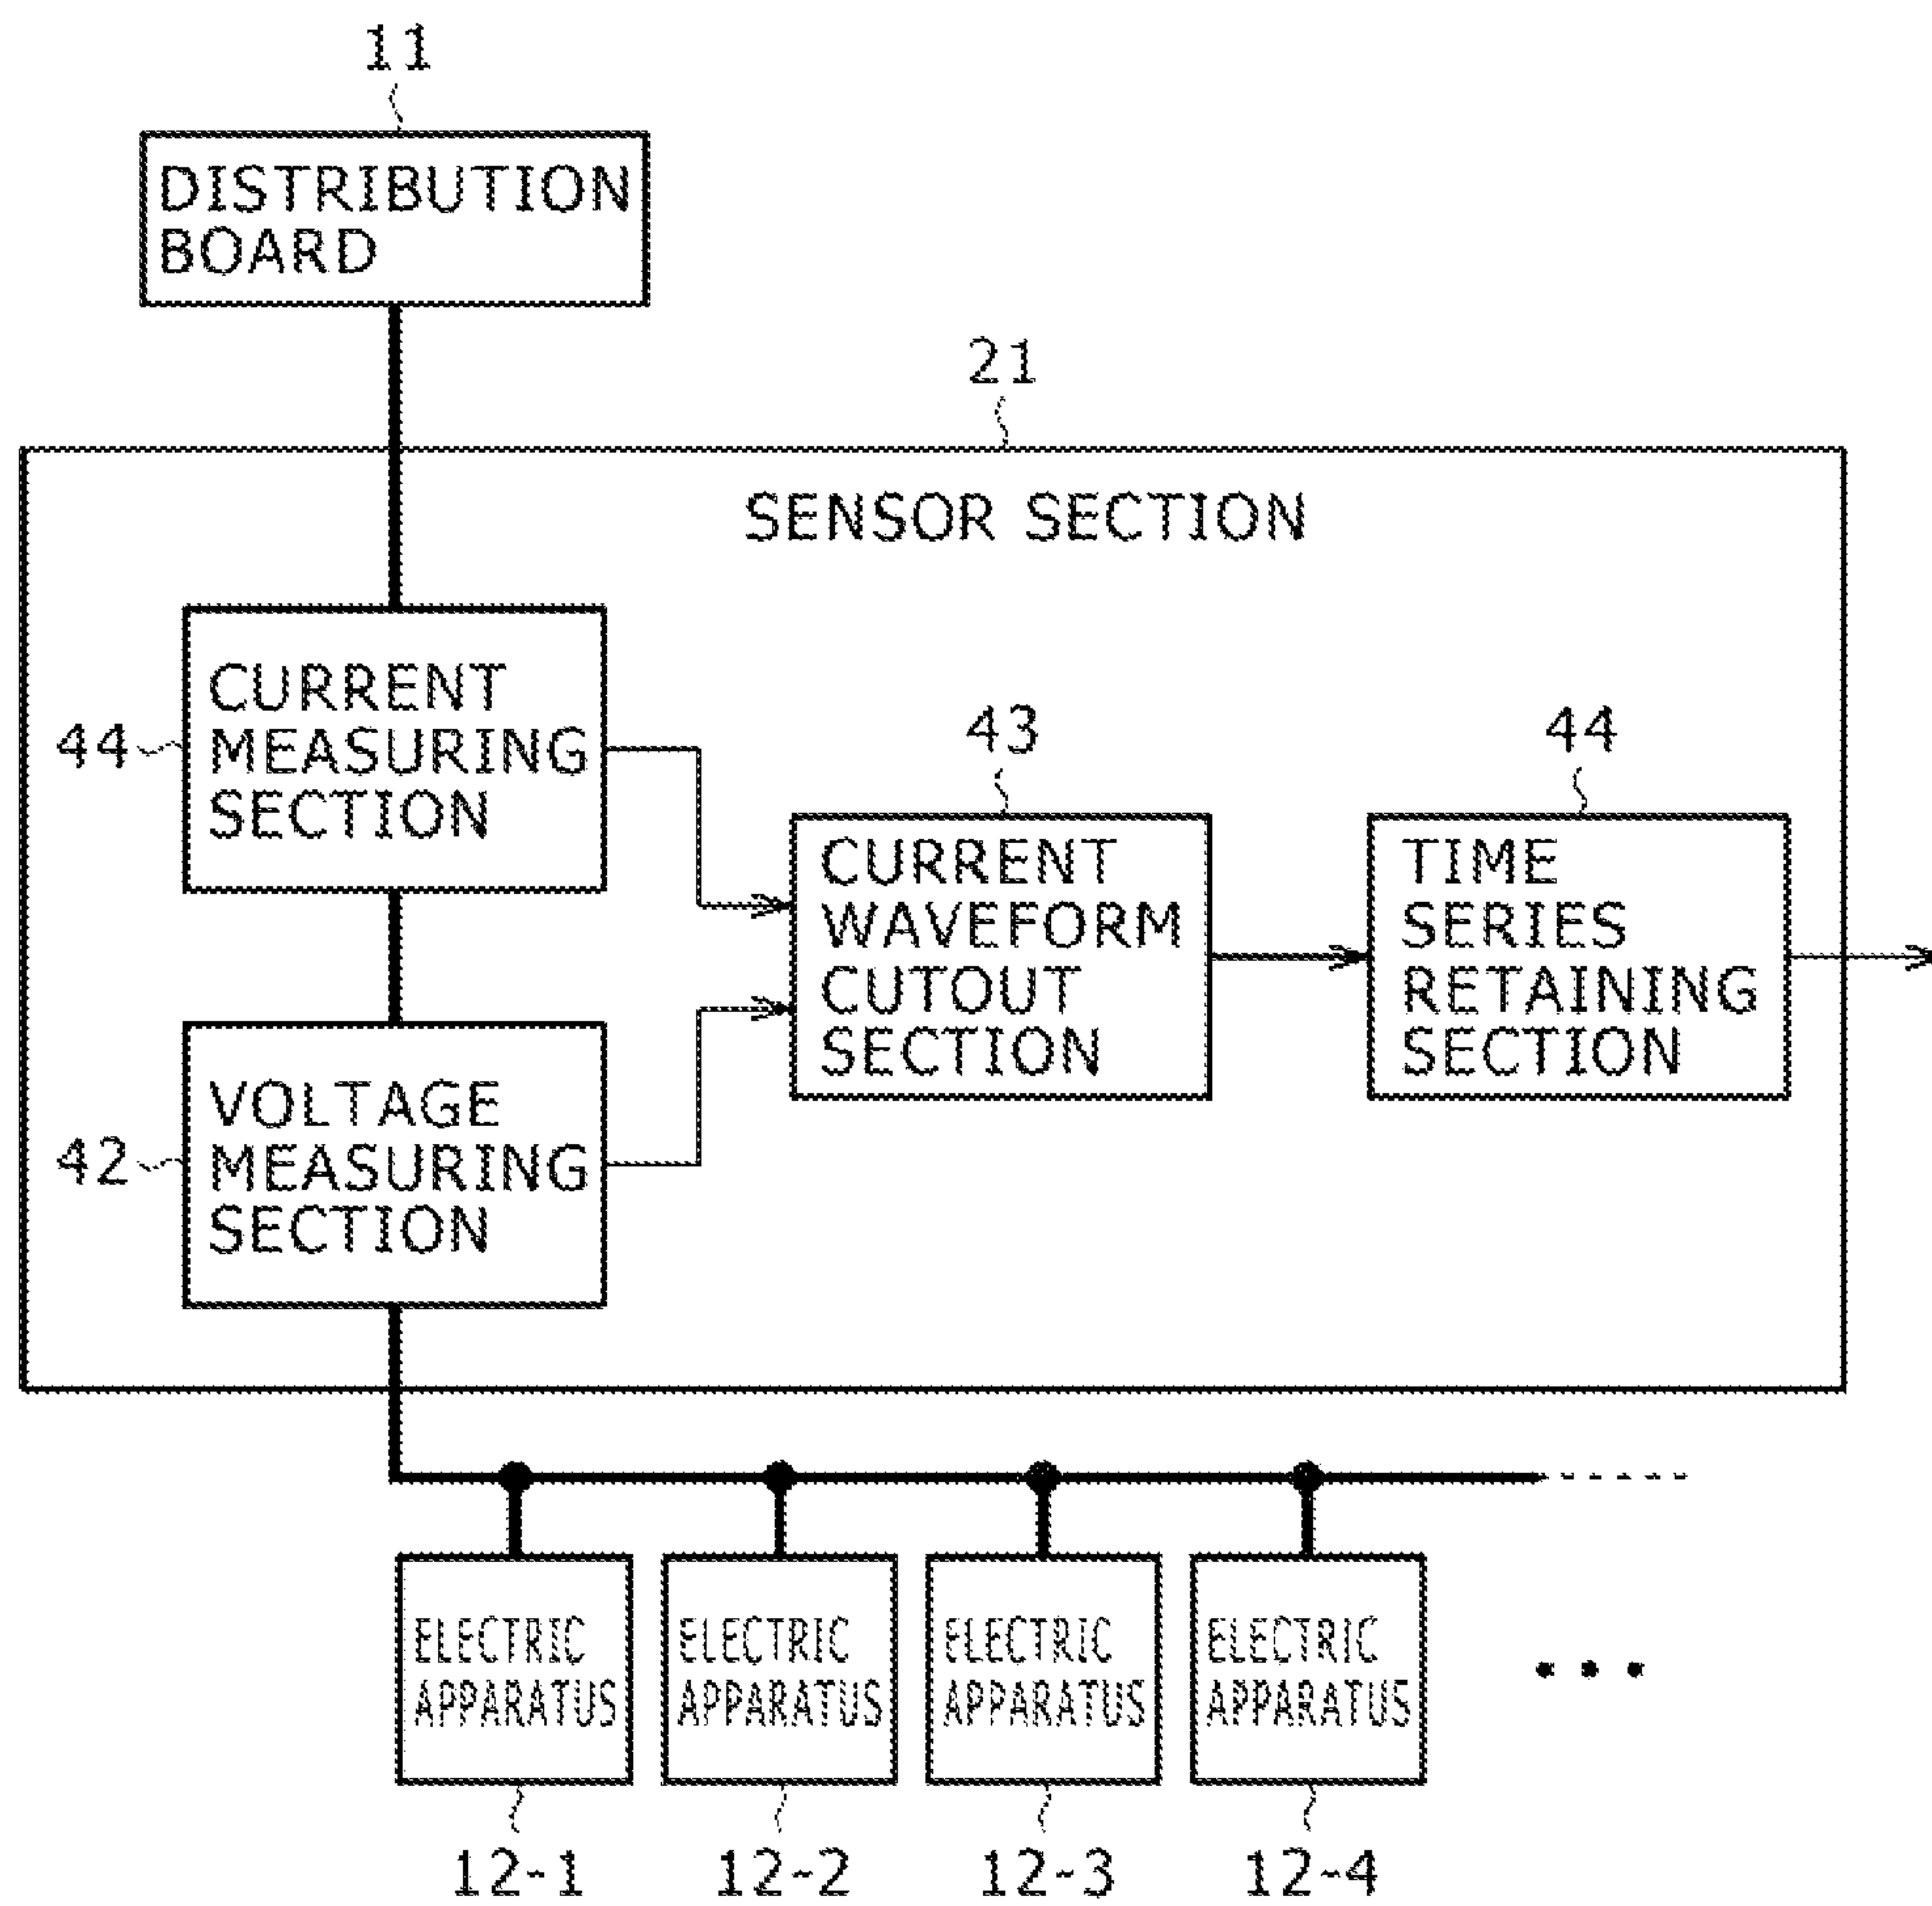 11
DISTRIBUTION
BOARD
21
SENSOR SECTION
44
CURRENT
MEASURING
SECTION
43
CURRENT
WAVEFORM
CUTOUT
SECTION
44
TIME
SERIES
RETAINING
SECTION
42
VOLTAGE
MEASURING
SECTION
ELECTRIC
APPARATUS
ELECTRIC
APPARATUS
ELECTRIC
APPARATUS
ELECTRIC
APPARATUS
...
12-1
12-2
12-3
12-4